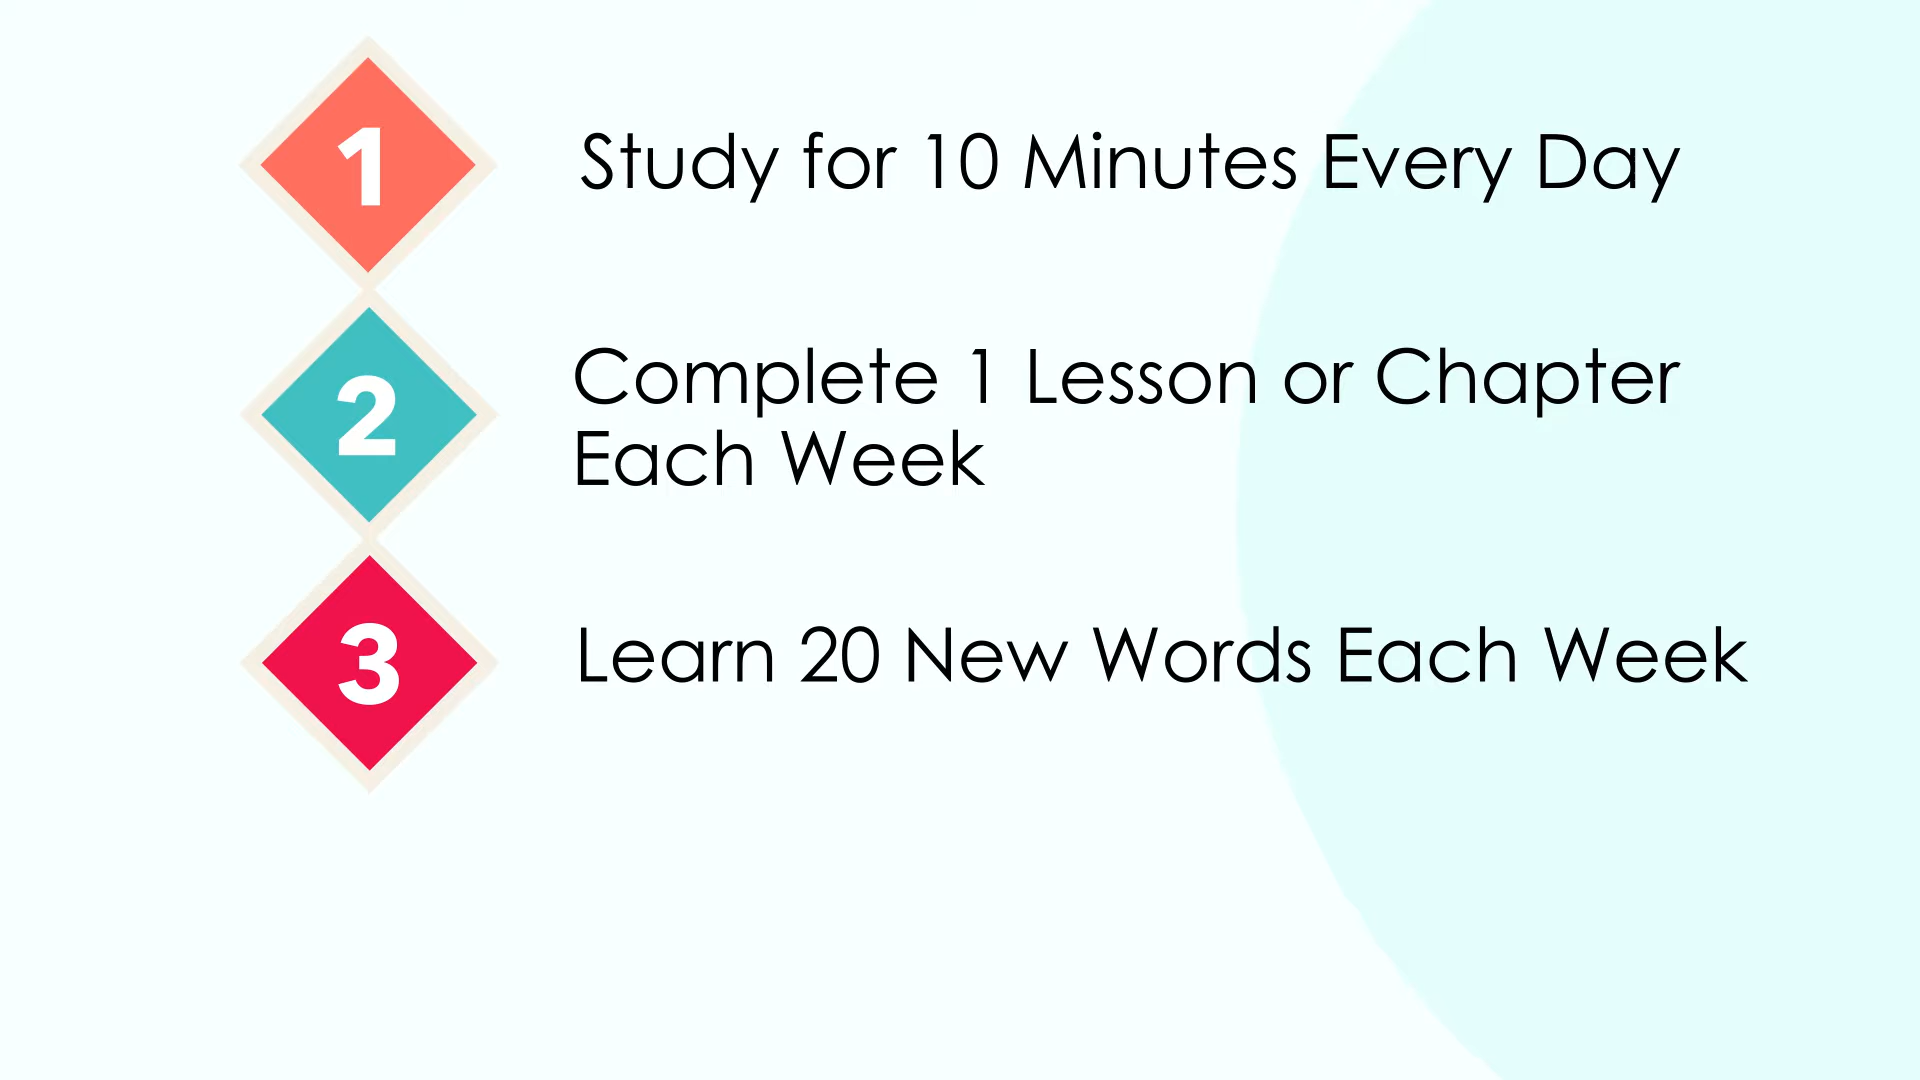 1
Study for 10 Minutes Every Day
2
Complete 1 Lesson or Chapter
Each Week
3
Learn 20 New Words Each Week